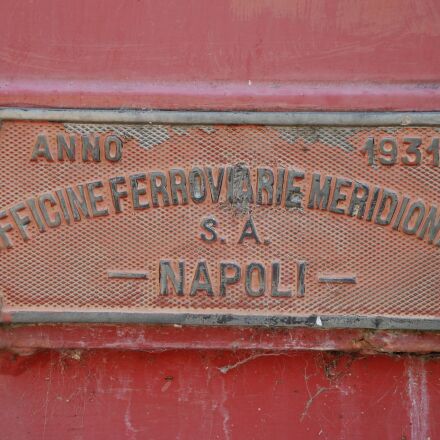 ANNO 1931
FFICINE FERROVIARIE MERIDION
S. A.
— NAPOLI —